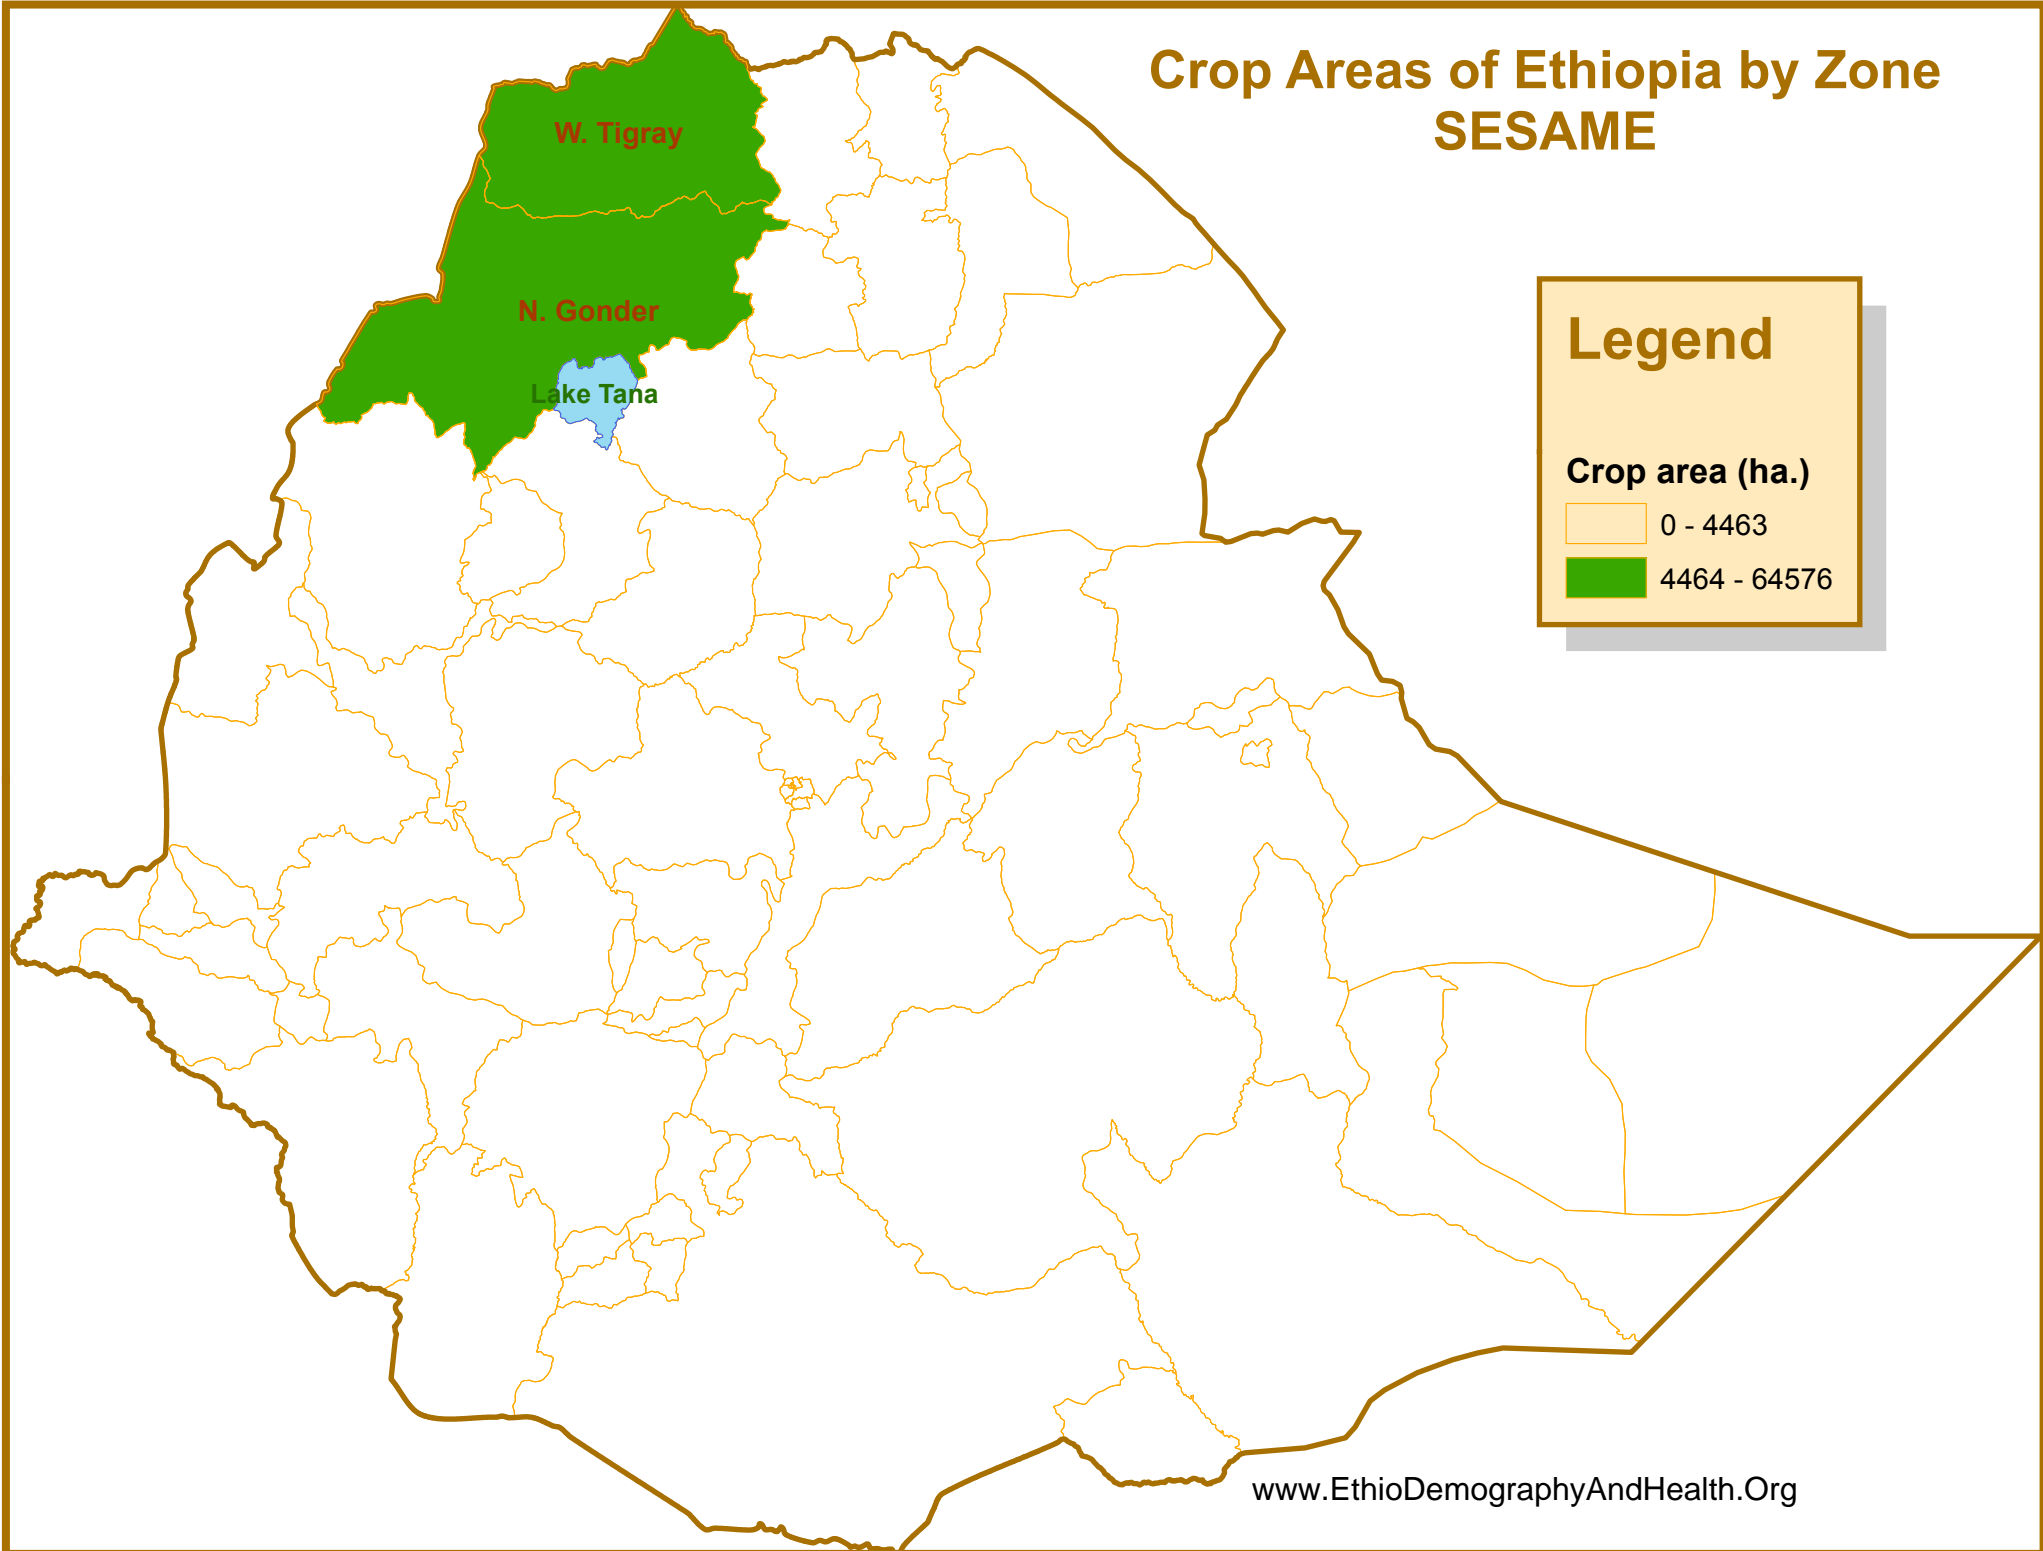 Crop Areas of Ethiopia by Zone
SESAME
W. Tigray
N. Gonder
Lake Tana
Legend
Crop area (ha.)
0 - 4463
4464 - 64576
www.EthioDemographyAndHealth.Org